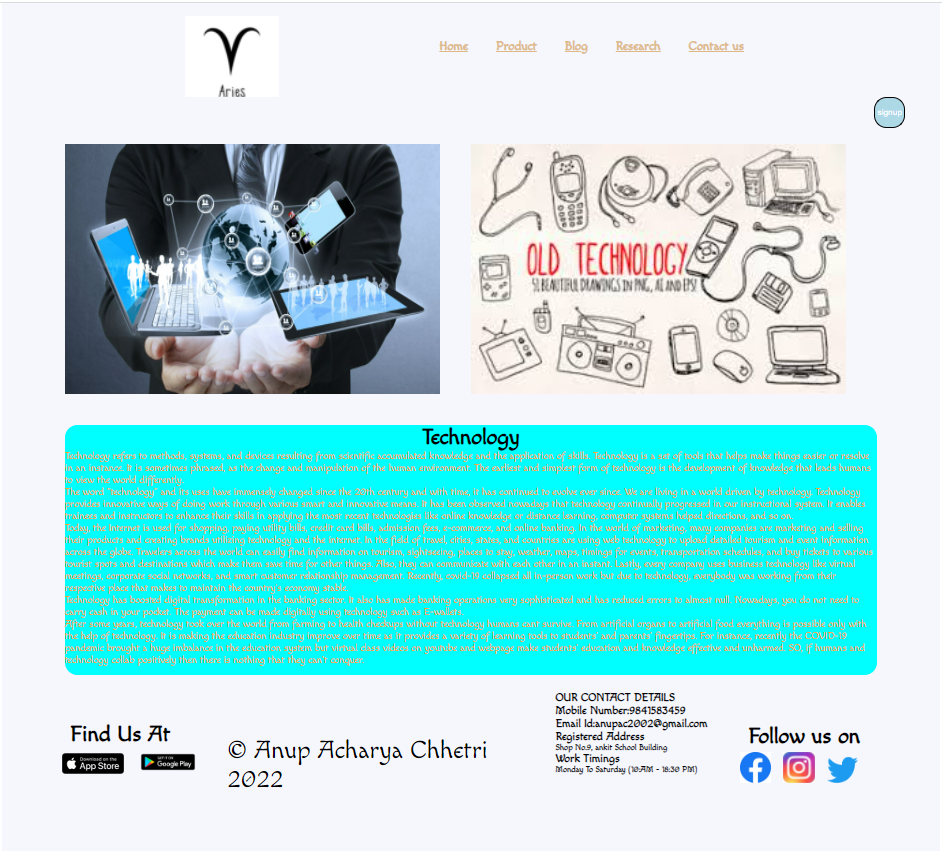 Aries
Home Product Blog Research Contact us
signup
OLD TECHNOLOGY
51 BEAUTIFUL DRAWINGS IN PNG, AI AND EPS!
Technology
Technology refers to methods, systems, and devices resulting from scientific accumulated knowledge and the application of skills. Technology is a set of tools that helps make things easier or resolve
in an instance. It is sometimes phrased, as the change and manipulation of the human environment. The earliest and simplest form of technology is the development of knowledge that leads humans
to view the world differently.
The word "technology" and its uses have immensely changed since the 20th century and with time, it has continued to evolve ever since. We are living in a world driven by technology. Technology,
provides innovative ways of doing work through various smart and innovative means. It has been observed nowadays that technology continually progressed in our instructional system. It enables
trainees and instructors to enhance their skills in applying the most recent technologies like online knowledge or distance learning, computer systems helped directions, and so on.
Today, the internet is used for shopping, paying utility bills, credit card bills, admission fees, e-commerce, and online banking. In the world of marketing, many companies are marketing and selling
their products and creating brands utilizing technology and the internet. In the field of travel, cities, states, and countries are using web technology to upload detailed tourism and event information
across the globe. Travelers across the world can easily find information on tourism, sightseeing, places to stay, weather, maps, timings for events, transportation schedules, and buy tickets to various
tourist spots and destinations which make them save time for other things. Also, they can communicate with each other in an instant. Lastly, every company uses business technology like virtual
meetings, corporate social networks, and smart customer relationship management. Recently, covid-19 collapsed all in-person work but due to technology, everybody was working from their
respective place that makes to maintain the country's economy stable.
Technology has boosted digital transformation in the banking sector. It also has made banking operations very sophisticated and has reduced errors to almost null. Nowadays, you do not need to
carry cash in your pocket. The payment can be made digitally using technology such as E-wallets.
After some years, technology took over the world from farming to health checkups without technology humans cant survive. From artificial organs to artificial food everything is possible only with
the help of technology. It is making the education industry improve over time as it provides a variety of learning tools to students' and parents' fingertips. For instance, recently the COVID-19
pandemic brought a huge imbalance in the education system but virtual class videos on youtube and webpage make students' education and knowledge effective and unharmed. SO, if humans and
technology collab positively then there is nothing that they can't conquer.
Find Us At
Download on the
App Store
GET IT ON
Google Play
© Anup Acharya Chhetri
2022
OUR CONTACT DETAILS
Mobile Number:9841583459
Email Id:anupac2002@gmail.com
Registered Address
Shop No.9, ankit School Building
Work Timings
Monday To Saturday (10:AM - 18:30 PM)
Follow us on